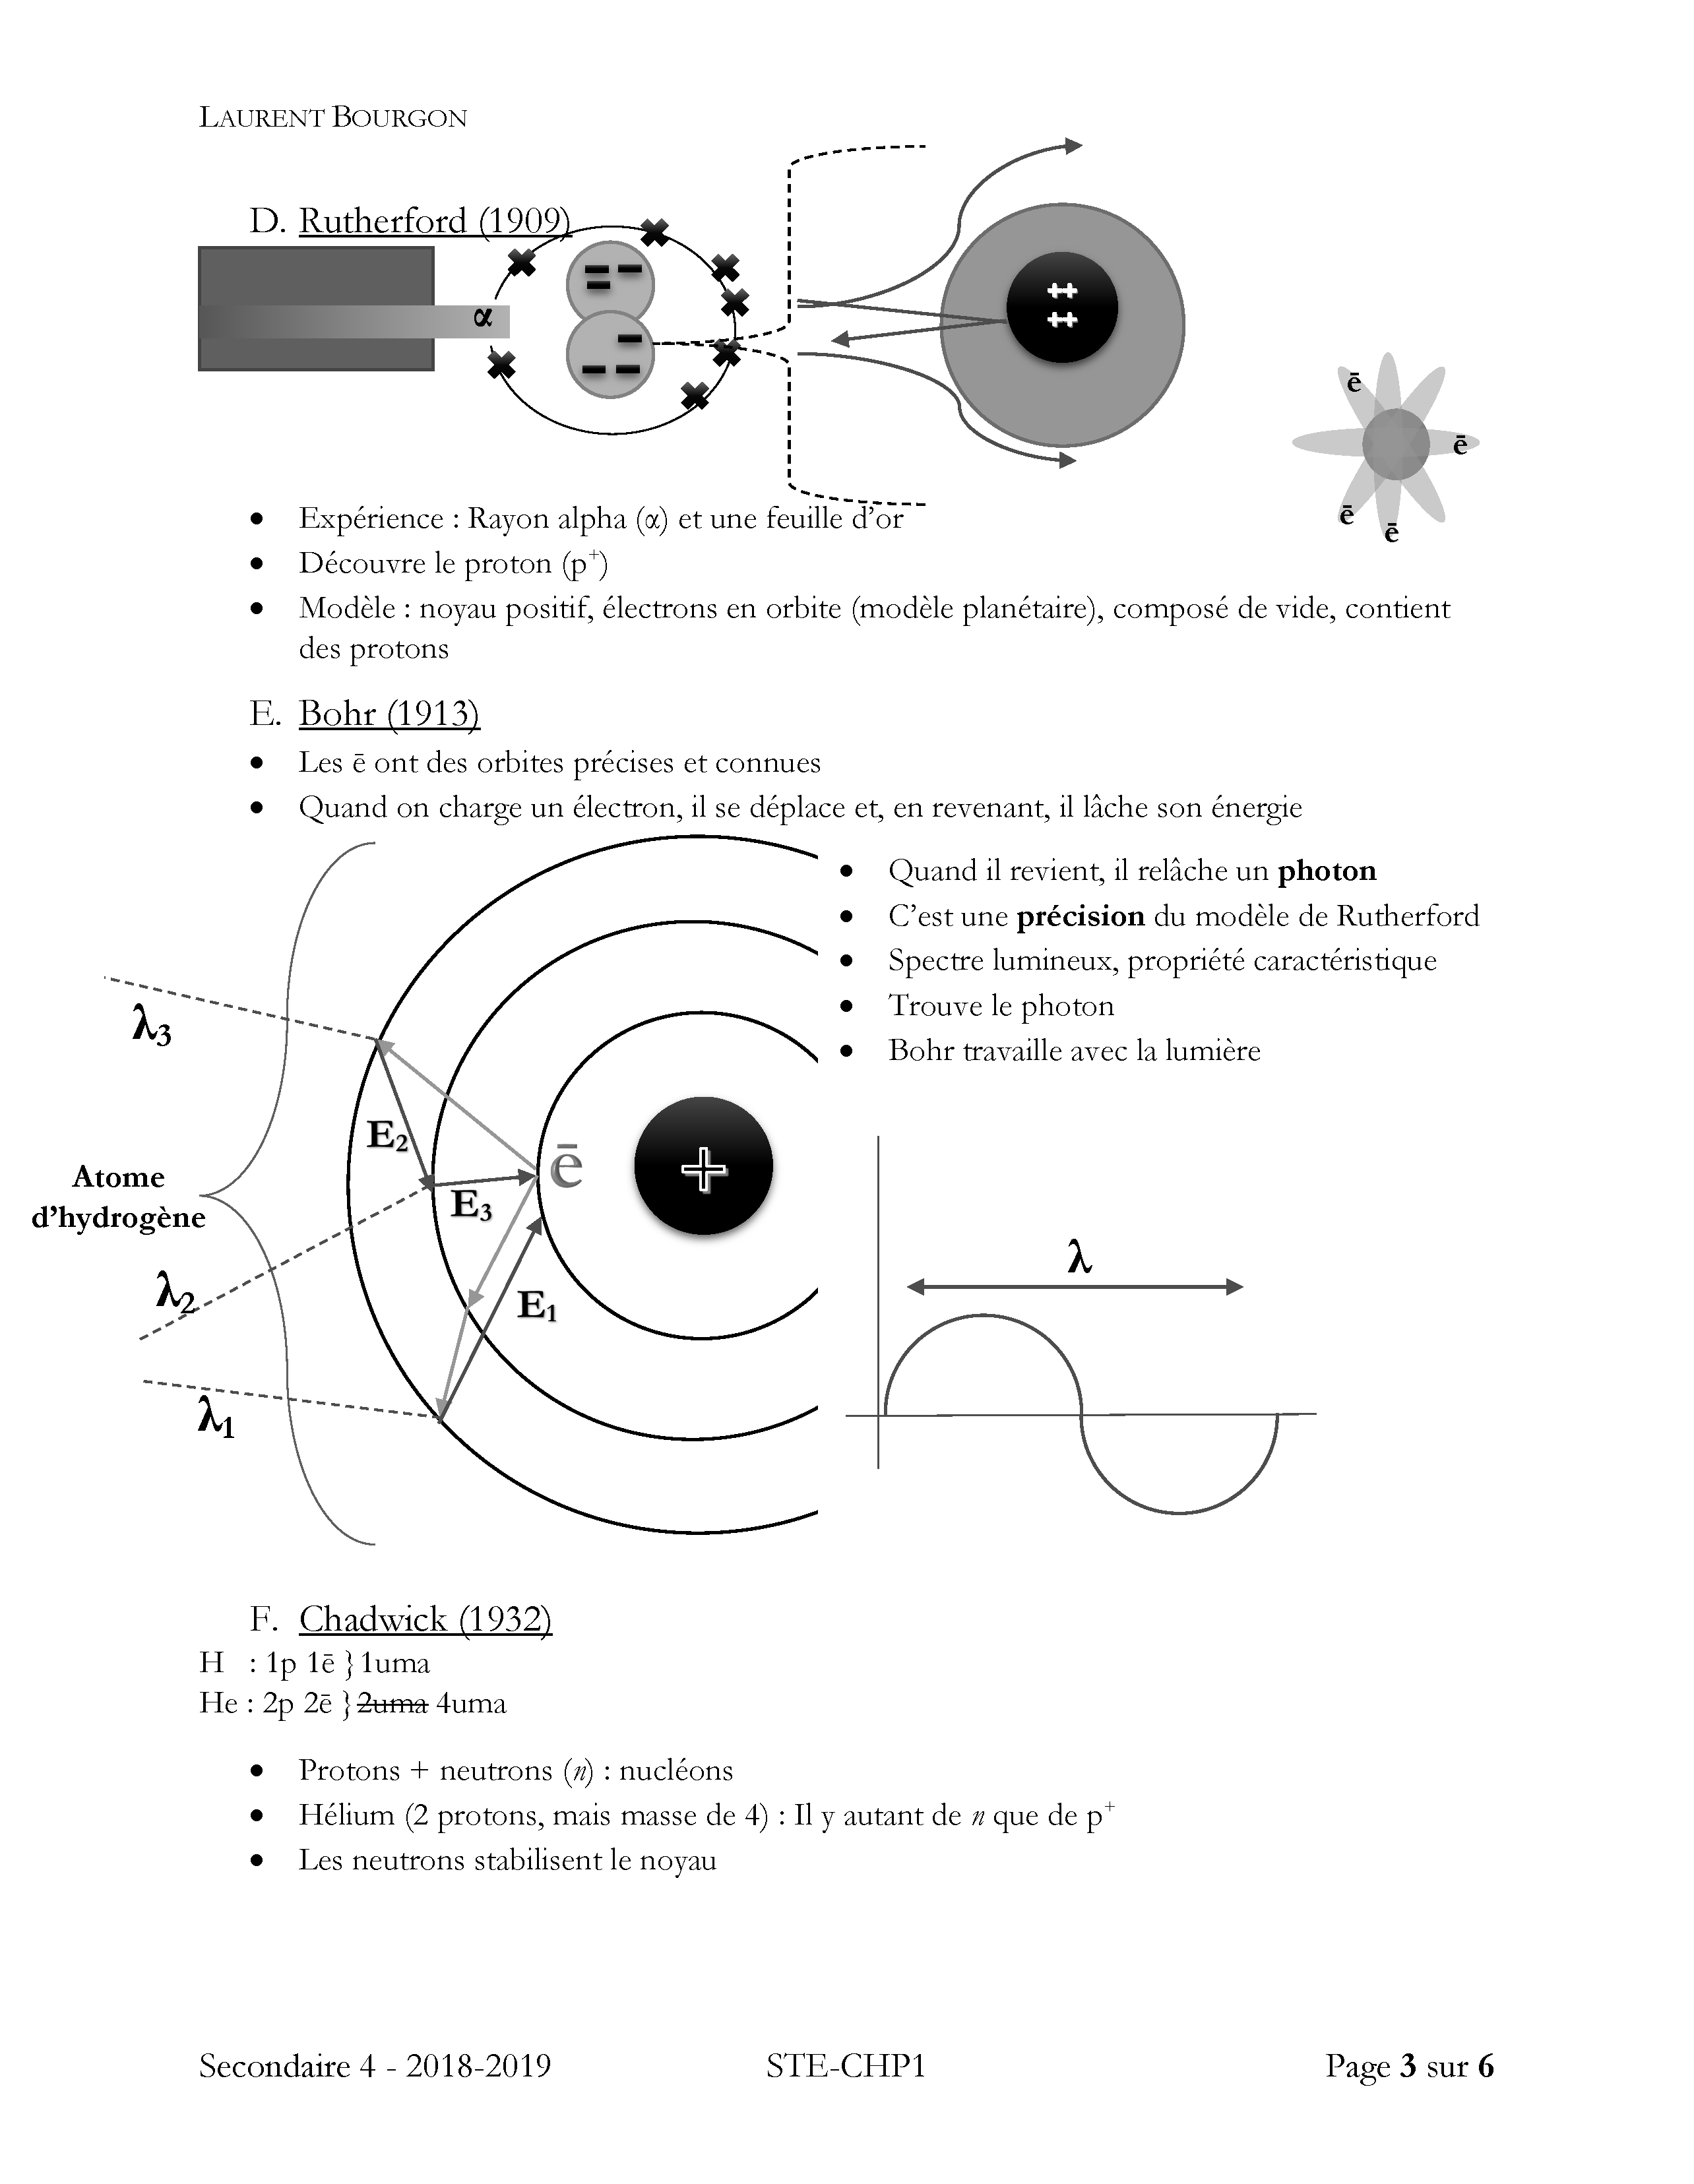 LAURENT BOURGON
D. Rutherford (1909)
α
ē
ē
ē
ē
• Expérience : Rayon alpha (α) et une feuille d’or
• Découvre le proton (p⁺)
• Modèle : noyau positif, électrons en orbite (modèle planétaire), composé de vide, contient
des protons
E. Bohr (1913)
• Les ē ont des orbites précises et connues
• Quand on charge un électron, il se déplace et, en revenant, il lâche son énergie
• Quand il revient, il relâche un photon
• C’est une précision du modèle de Rutherford
• Spectre lumineux, propriété caractéristique
• Trouve le photon
• Bohr travaille avec la lumière
λ₃
E₂
ē
+
Atome
d’hydrogène
E₃
λ₂
E₁
λ₁
λ
F. Chadwick (1932)
H : 1p 1ē } 1uma
He : 2p 2ē } 2uma 4uma
• Protons + neutrons (n) : nucléons
• Hélium (2 protons, mais masse de 4) : Il y autant de n que de p⁺
• Les neutrons stabilisent le noyau
Secondaire 4 - 2018-2019 STE-CHP1 Page 3 sur 6